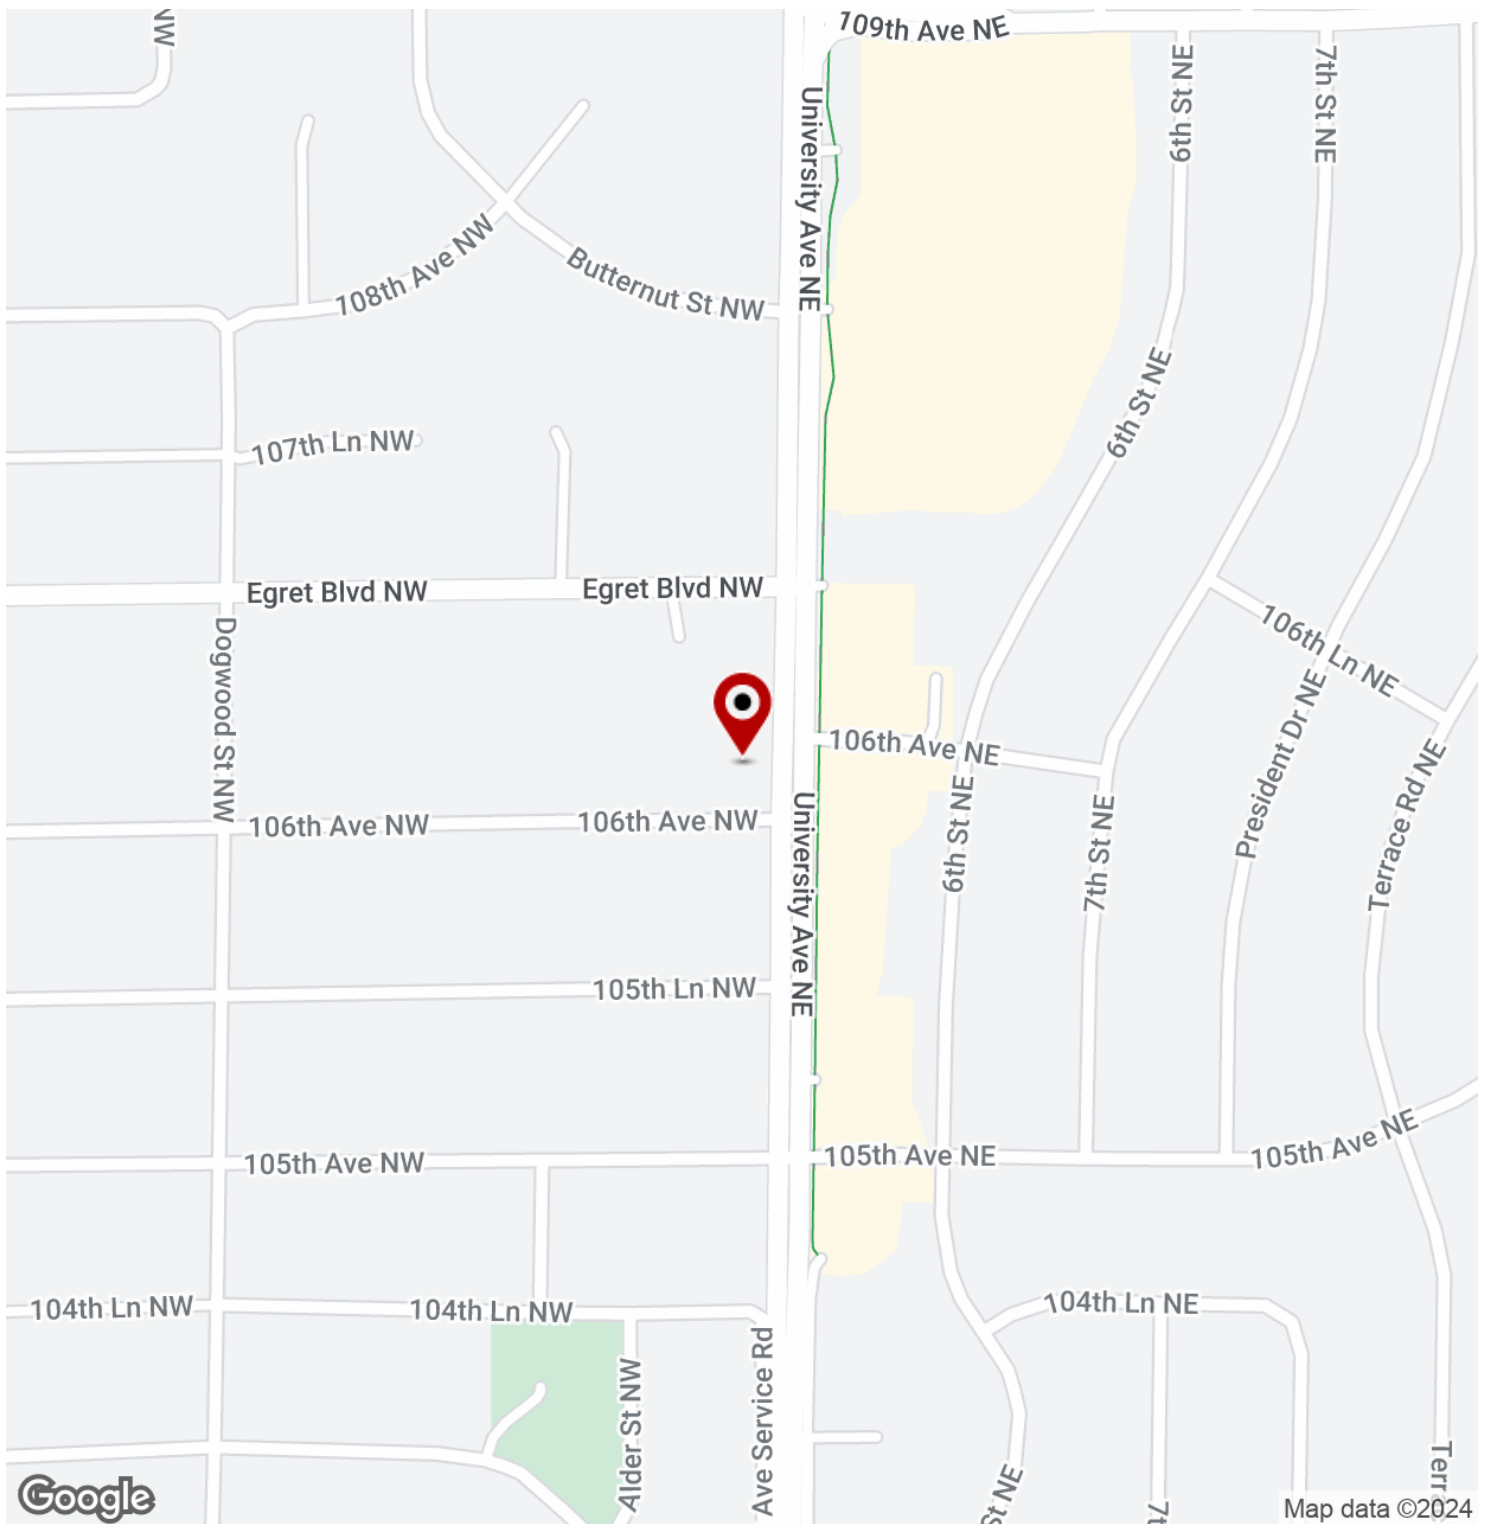 NW
109th Ave NE
University Ave NE
6th St NE
7th St NE
108th Ave NW
Butternut St NW
6th St NE
107th Ln NW
Egret Blvd NW
Egret Blvd NW
Dogwood St NW
106th Ln NE
President Dr NE
106th Ave NE
Terrace Rd NE
106th Ave NW
106th Ave NW
University Ave NE
6th St NE
7th St NE
105th Ln NW
105th Ave NW
105th Ave NE
105th Ave NE
104th Ln NW
104th Ln NW
104th Ln NE
Alder St NW
Ave Service Rd
St NE
7t
Terra
Google
Map data ©2024